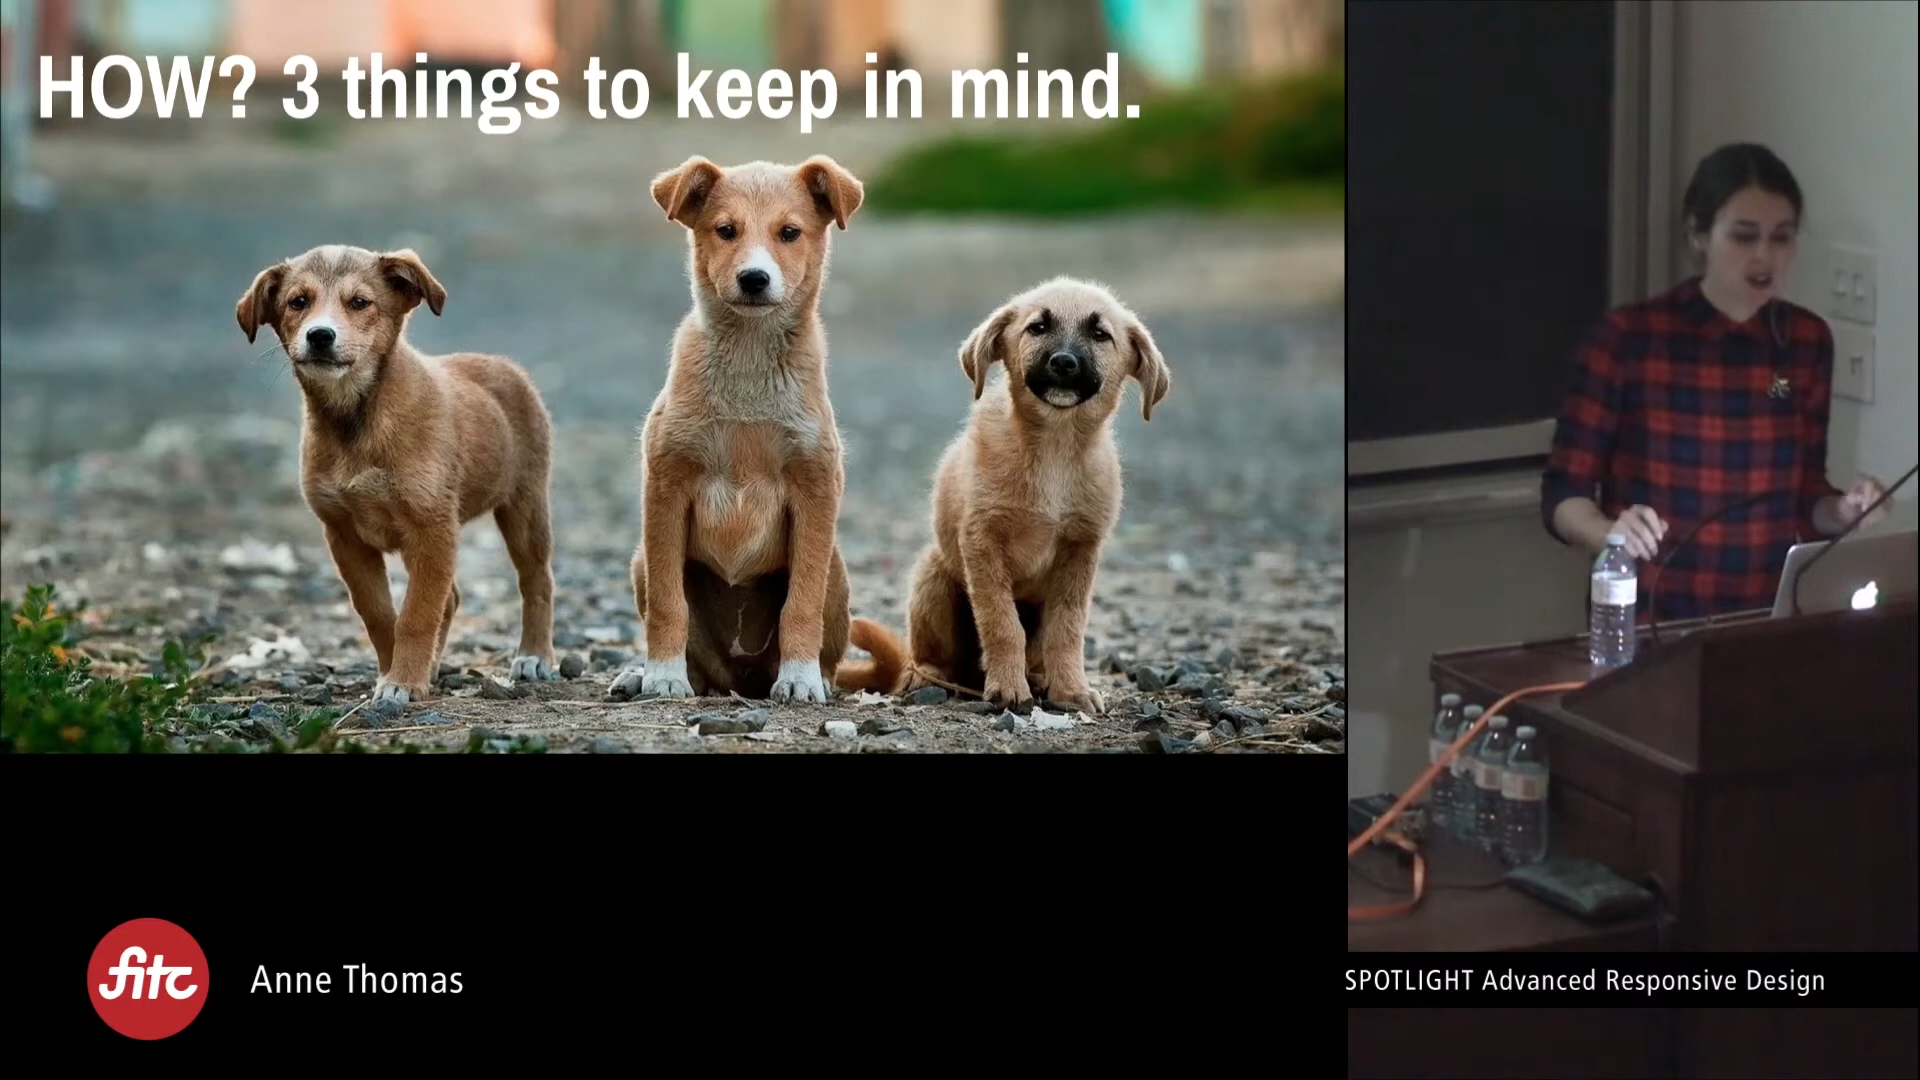 HOW? 3 things to keep in mind.
fitc
Anne Thomas
SPOTLIGHT Advanced Responsive Design